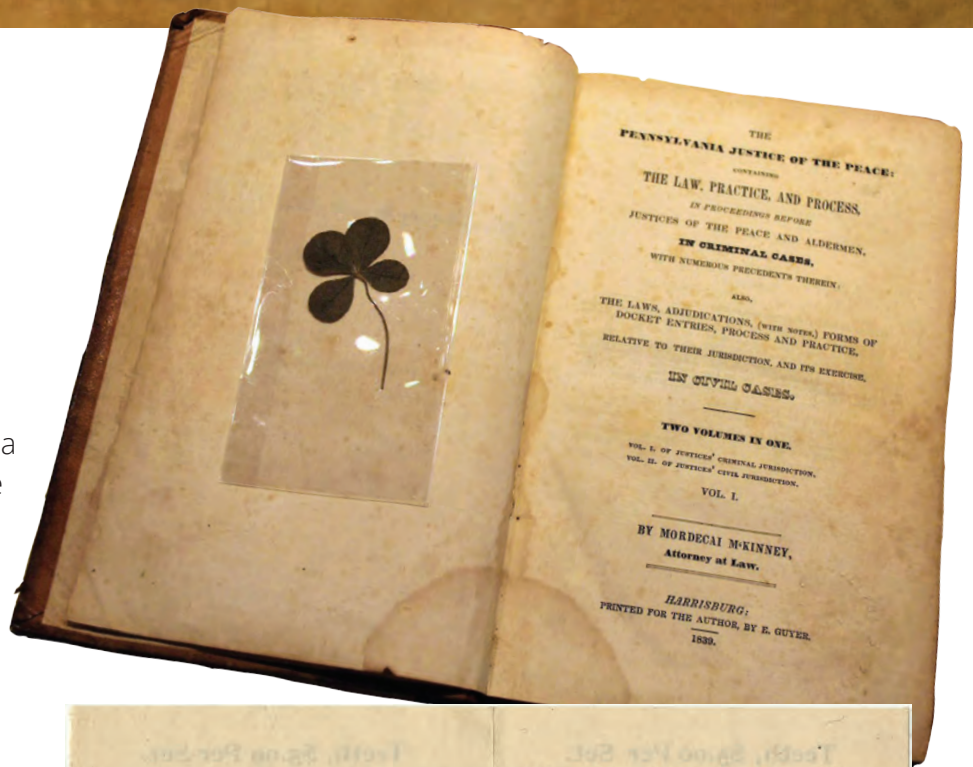 a
THE
PENNSYLVANIA JUSTICE OF THE PEACE:
CONTAINING
THE LAW, PRACTICE, AND PROCESS,
IN PROCEEDINGS BEFORE
JUSTICES OF THE PEACE AND ALDERMEN,
IN CRIMINAL CASES,
WITH NUMEROUS PRECEDENTS THEREIN:
ALSO,
THE LAWS, ADJUDICATIONS, (WITH NOTES,) FORMS OF
DOCKET ENTRIES, PROCESS AND PRACTICE,
RELATIVE TO THEIR JURISDICTION, AND ITS EXERCISE,
IN CIVIL CASES.
TWO VOLUMES IN ONE.
VOL. I. OF JUSTICES' CRIMINAL JURISDICTION.
VOL. II. OF JUSTICES' CIVIL JURISDICTION.
VOL. I.
BY MORDECAI M'KINNEY,
Attorney at Law.
HARRISBURG:
PRINTED FOR THE AUTHOR, BY E. GUYER.
1839.
Teeth, $9.00 Per Set. Teeth, $9.00 Per Set.